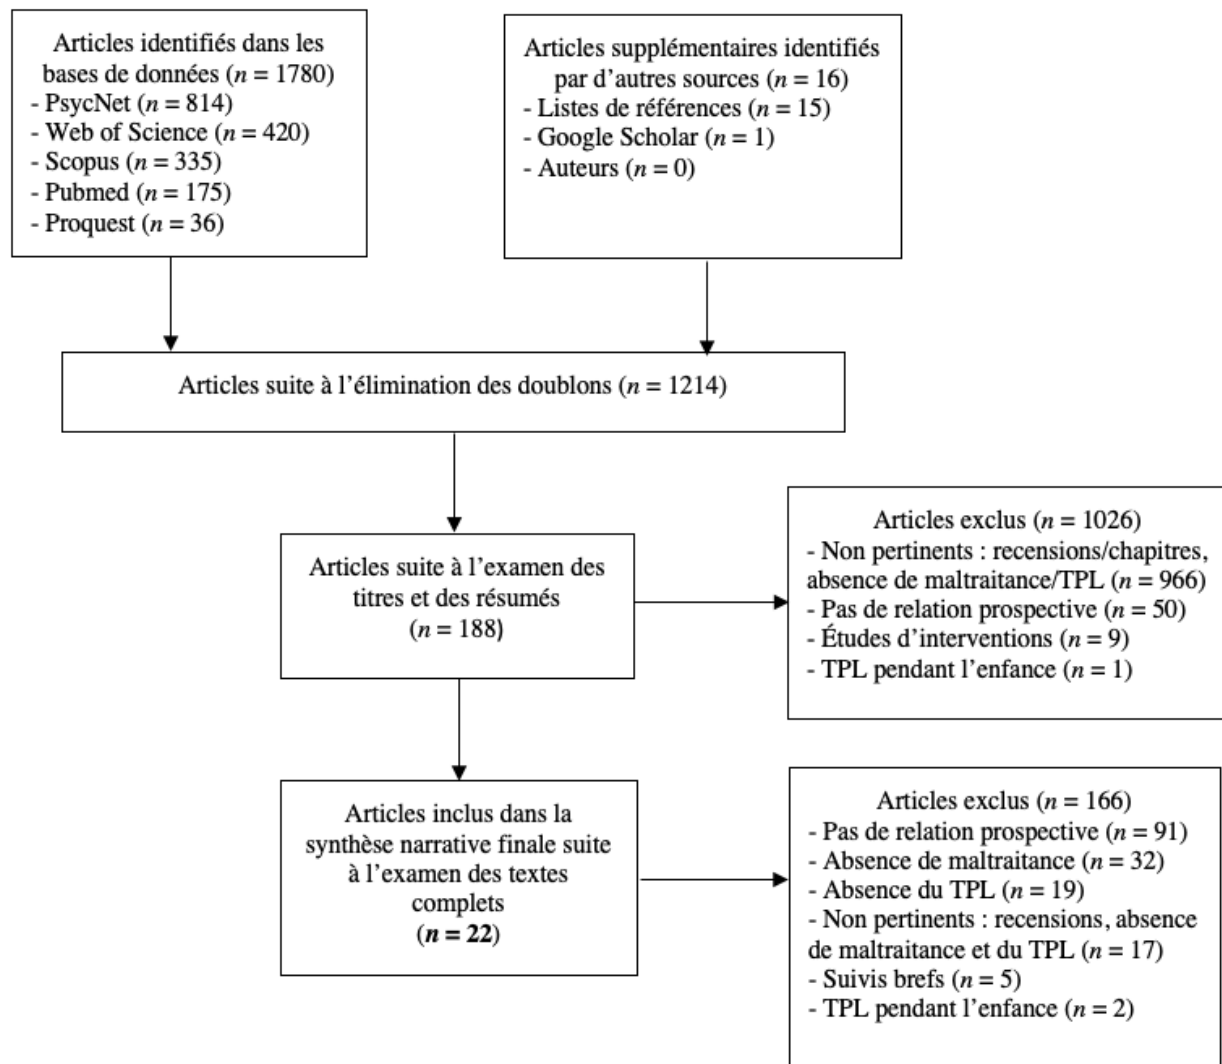 Articles identifiés dans les
bases de données (n = 1780)
- PsycNet (n = 814)
- Web of Science (n = 420)
- Scopus (n = 335)
- Pubmed (n = 175)
- Proquest (n = 36)
Articles supplémentaires identifiés
par d’autres sources (n = 16)
- Listes de références (n = 15)
- Google Scholar (n = 1)
- Auteurs (n = 0)
Articles suite à l’élimination des doublons (n = 1214)
Articles suite à l’examen des
titres et des résumés
(n = 188)
Articles exclus (n = 1026)
- Non pertinents : recensions/chapitres,
absence de maltraitance/TPL (n = 966)
- Pas de relation prospective (n = 50)
- Études d’interventions (n = 9)
- TPL pendant l’enfance (n = 1)
Articles inclus dans la
synthèse narrative finale suite
à l’examen des textes
complets
(n = 22)
Articles exclus (n = 166)
- Pas de relation prospective (n = 91)
- Absence de maltraitance (n = 32)
- Absence du TPL (n = 19)
- Non pertinents : recensions, absence
de maltraitance et du TPL (n = 17)
- Suivis brefs (n = 5)
- TPL pendant l’enfance (n = 2)